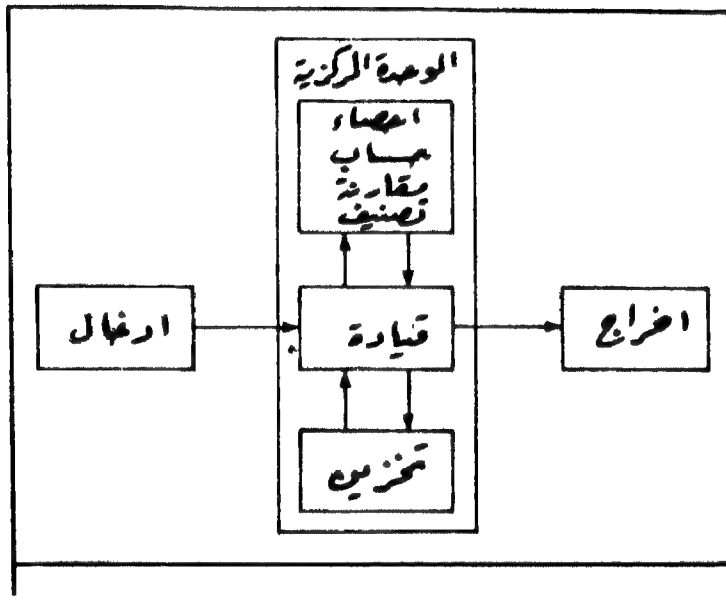 الوحدة المركزية
احصاء
حساب
مقارنة
تصنيف
ادخال
قيادة
اخراج
تخزين